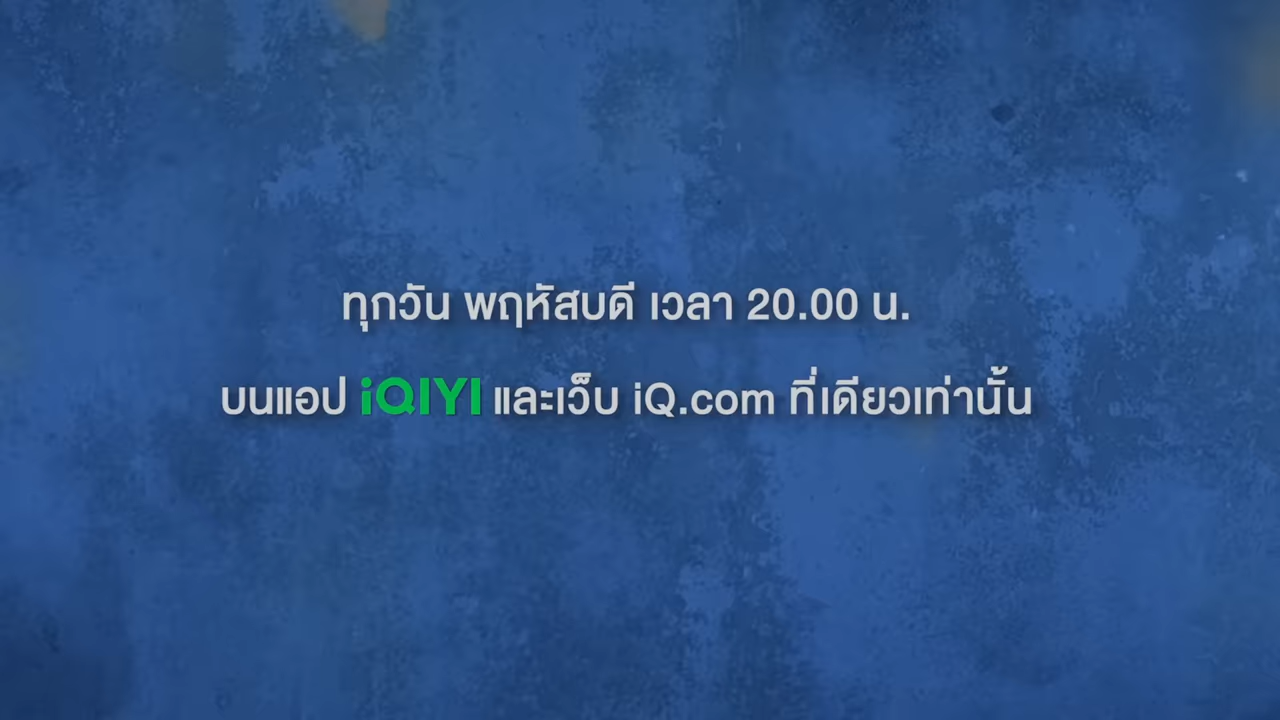 ทุกวัน พฤหัสบดี เวลา 20.00 น.
บนแอป iQIYI และเว็บ iQ.com ที่เดียวเท่านั้น